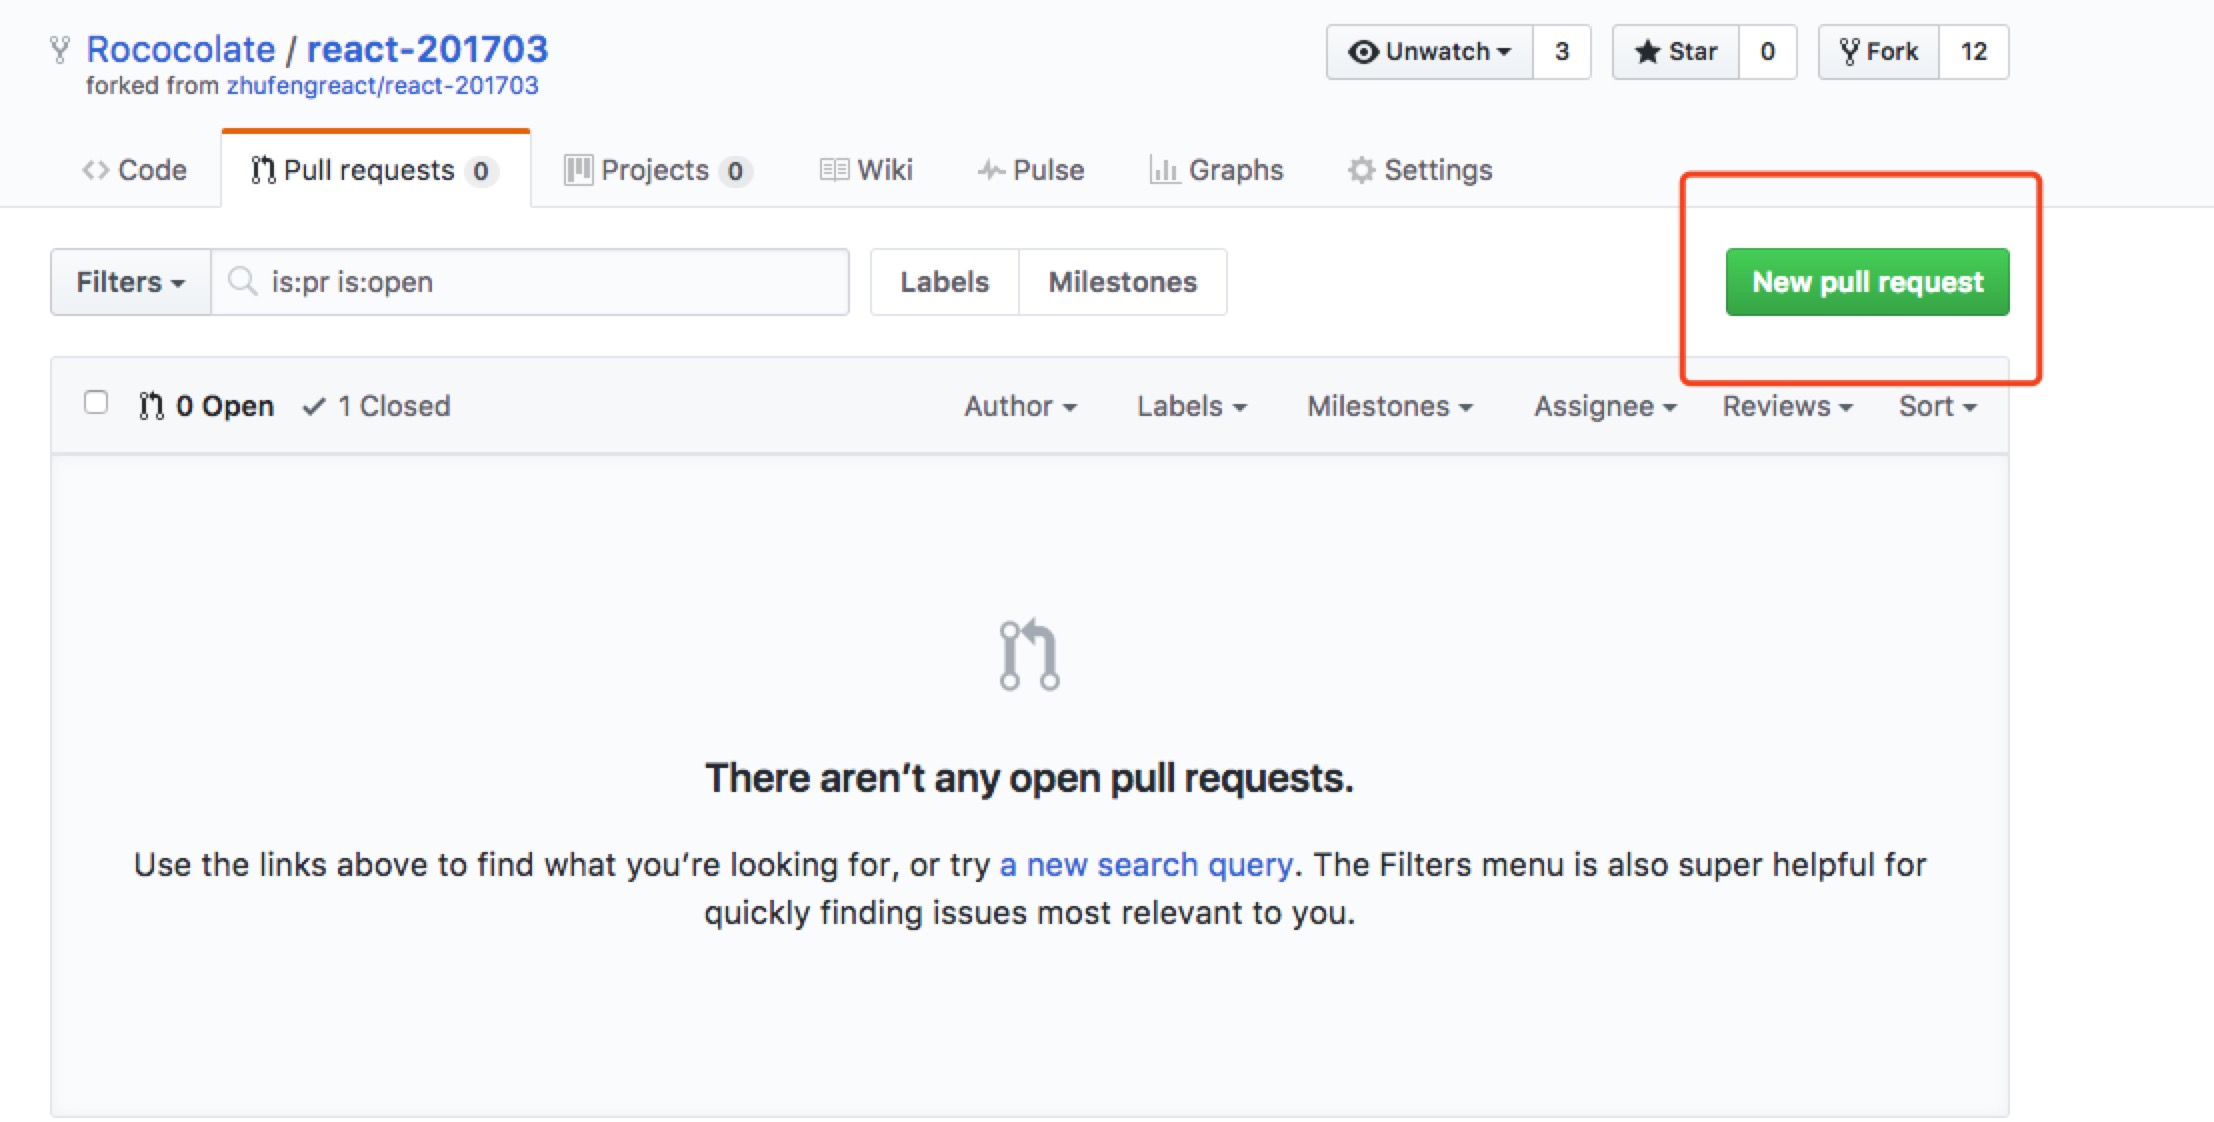 Rococolate / react-201703
forked from zhufengreact/react-201703
Unwatch 3 Star 0 Fork 12
Code Pull requests 0 Projects 0 Wiki Pulse Graphs Settings
Filters is:pr is:open Labels Milestones New pull request
0 Open 1 Closed Author Labels Milestones Assignee Reviews Sort
There aren’t any open pull requests.
Use the links above to find what you’re looking for, or try a new search query. The Filters menu is also super helpful for
quickly finding issues most relevant to you.